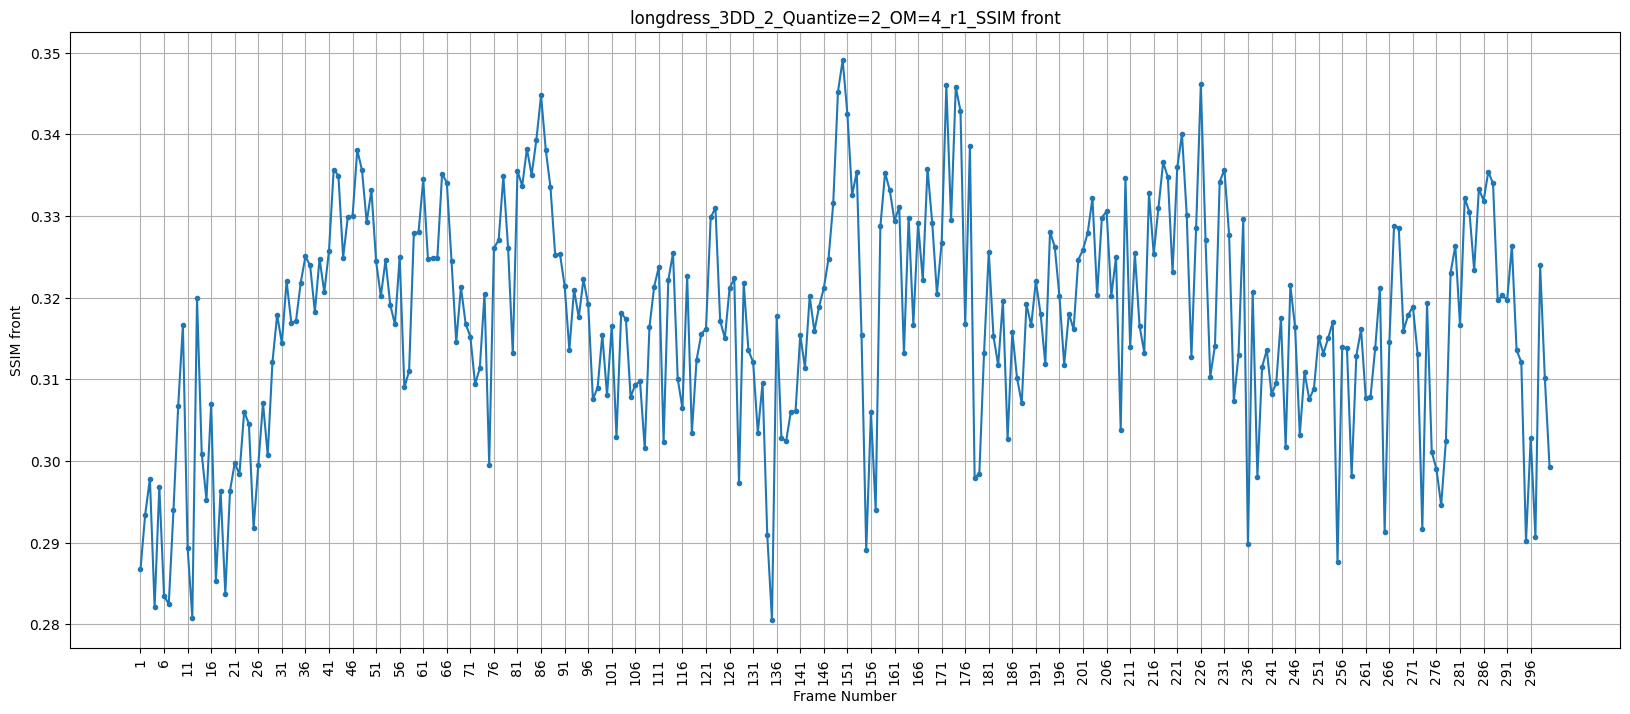 longdress_3DD_2_Quantize=2_OM=4_r1_SSIM front
0.35
0.34
0.33
0.32
0.31
0.30
0.29
0.28
SSIM front
1 6 11 16 21 26 31 36 41 46 51 56 61 66 71 76 81 86 91 96 101 106 111 116 121 126 131 136 141 146 151 156 161 166 171 176 181 186 191 196 201 206 211 216 221 226 231 236 241 246 251 256 261 266 271 276 281 286 291 296
Frame Number